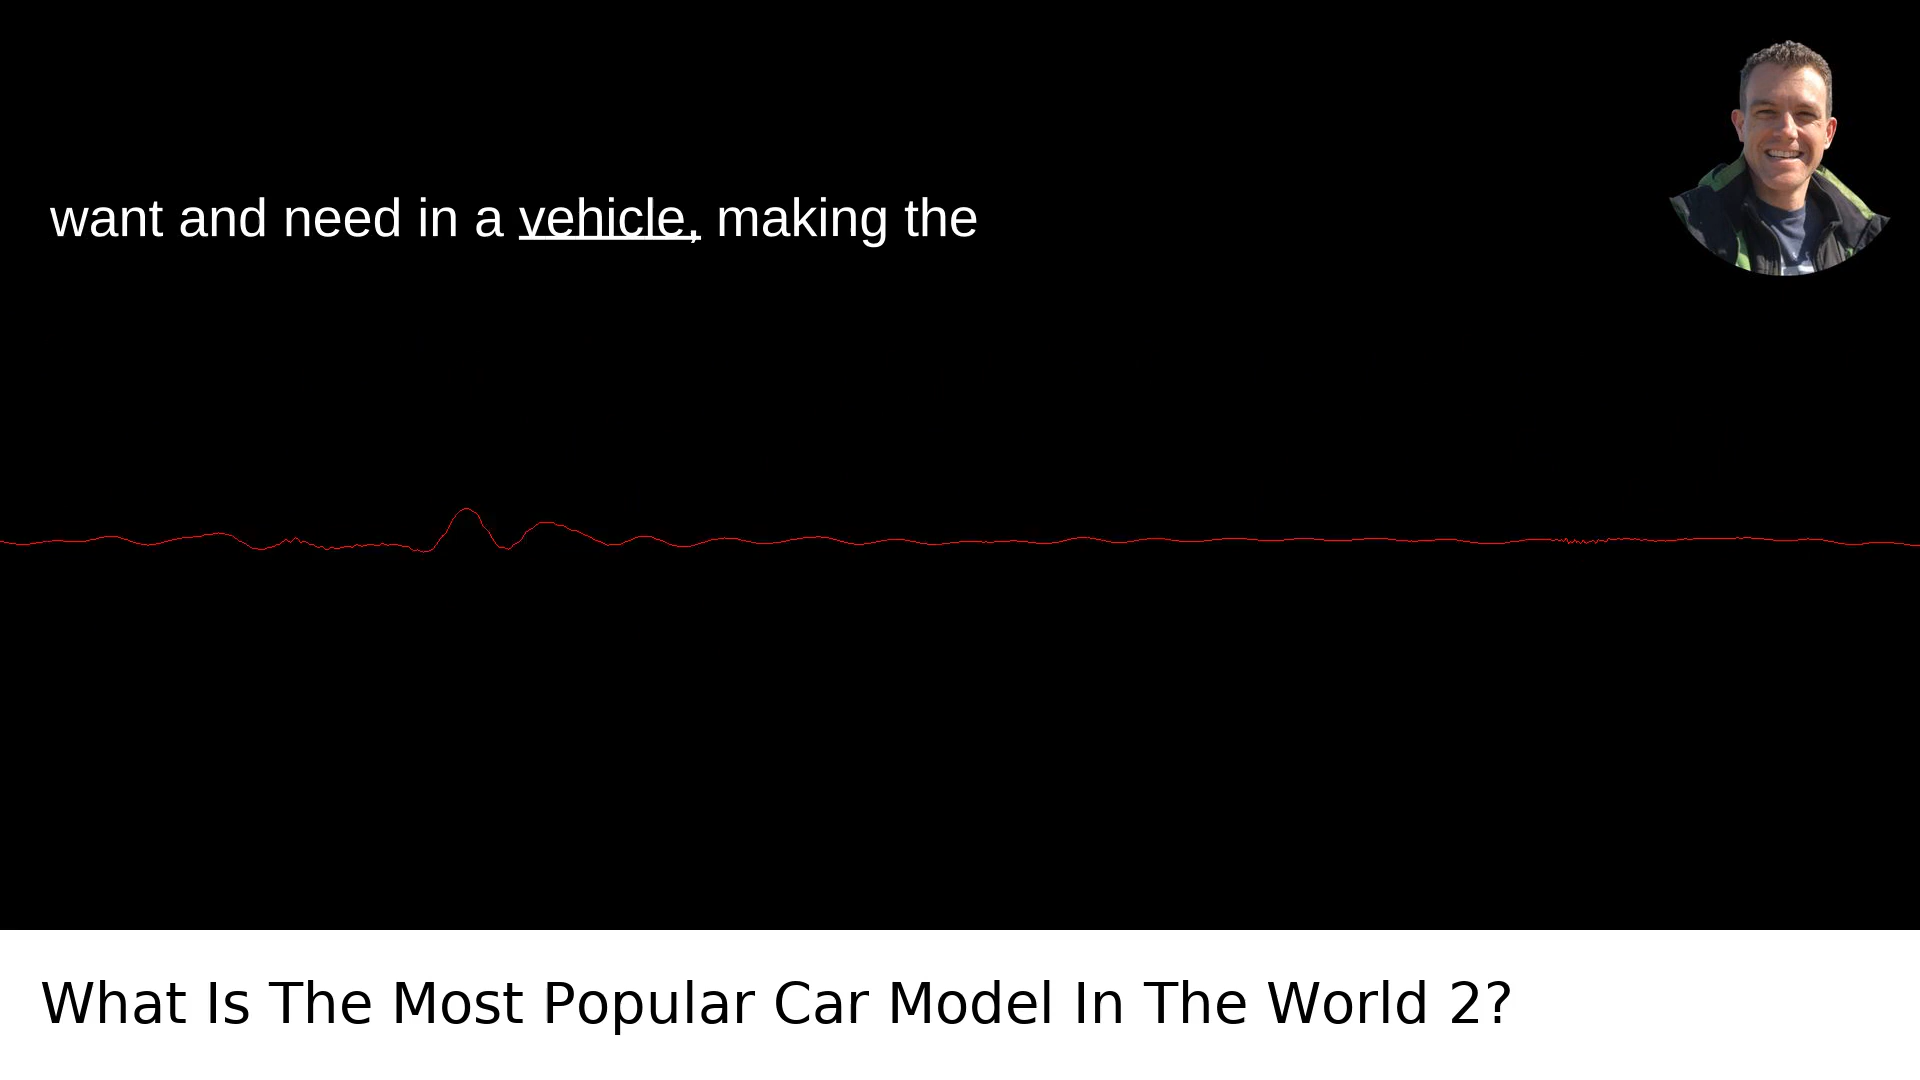 want and need in a vehicle, making the
What Is The Most Popular Car Model In The World 2?